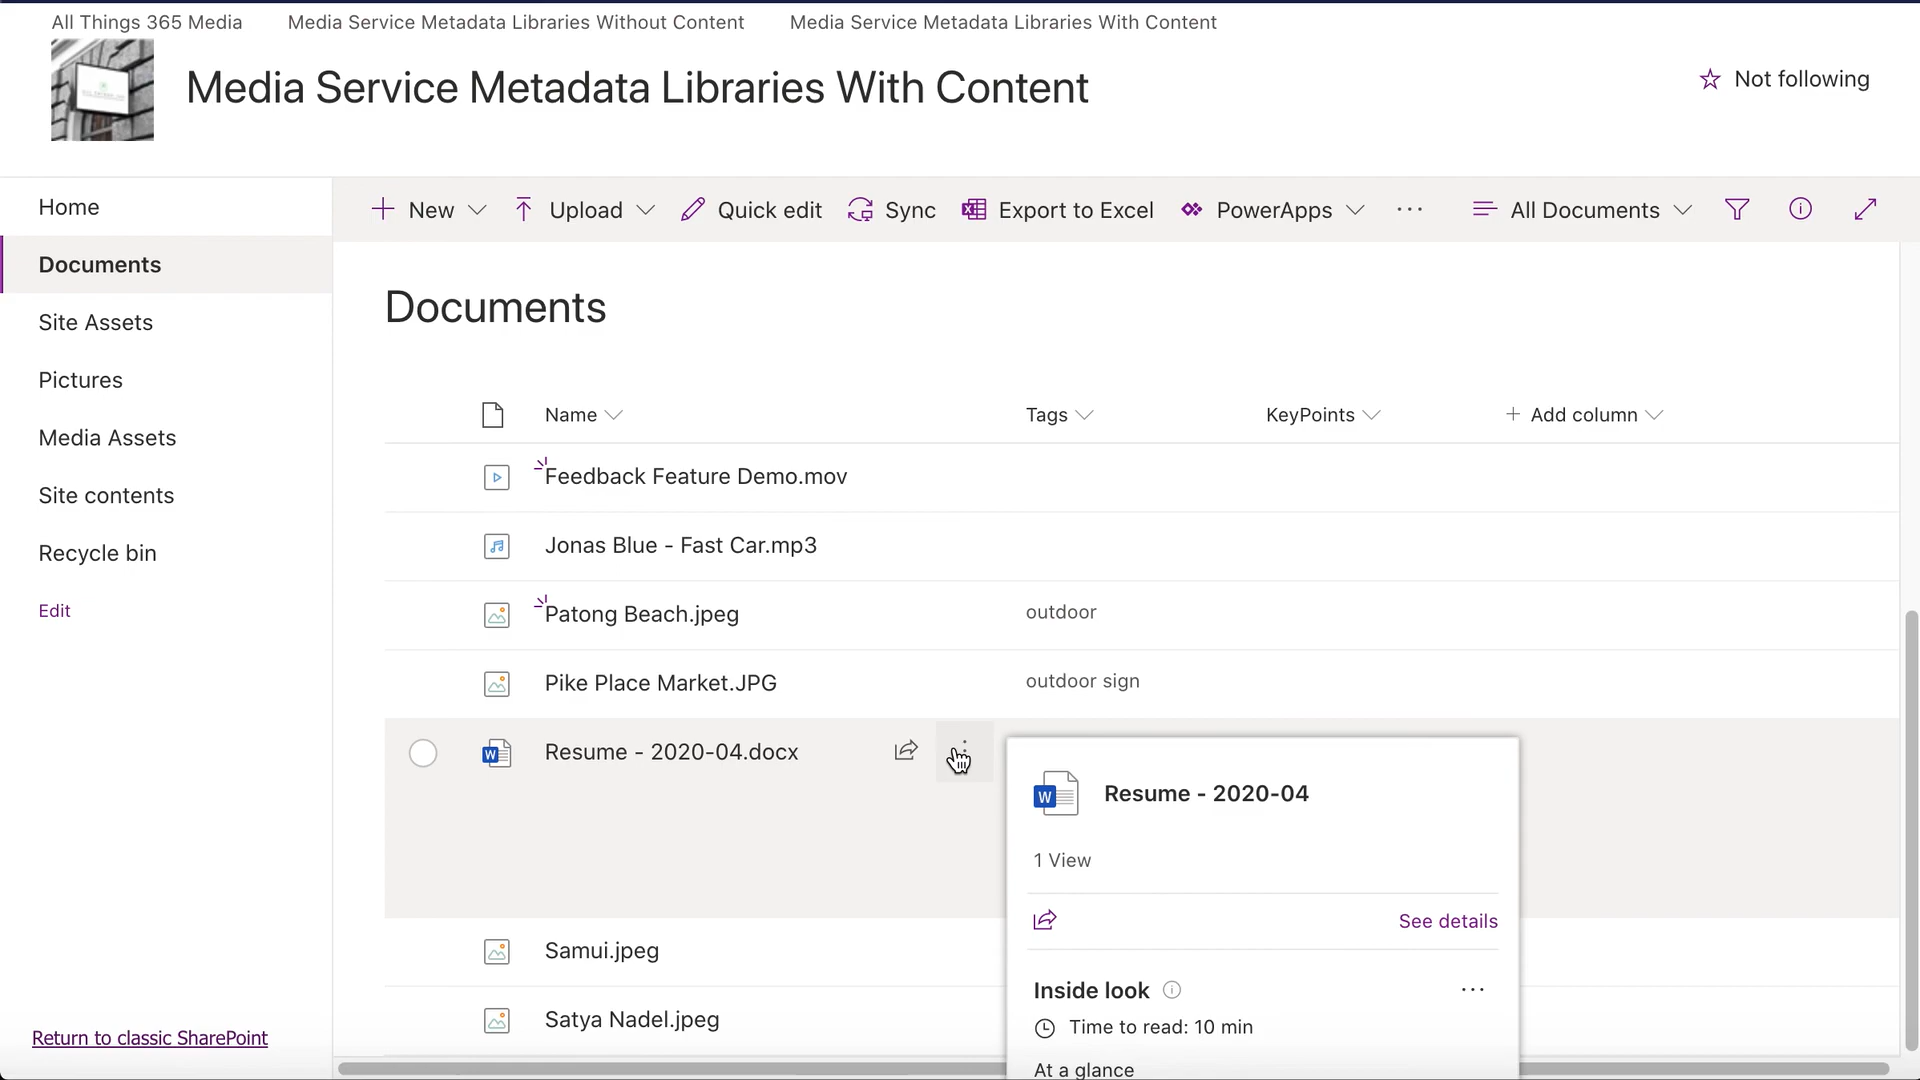 All Things 365 Media Media Service Metadata Libraries Without Content Media Service Metadata Libraries With Content
Media Service Metadata Libraries With Content
Not following
Home
Documents
Site Assets
Pictures
Media Assets
Site contents
Recycle bin
Edit
Return to classic SharePoint
New Upload Quick edit Sync Export to Excel PowerApps ··· All Documents
Documents
Name Tags KeyPoints + Add column
Feedback Feature Demo.mov
Jonas Blue - Fast Car.mp3
Patong Beach.jpeg outdoor
Pike Place Market.JPG outdoor sign
Resume - 2020-04.docx
Samui.jpeg
Satya Nadel.jpeg
W Resume - 2020-04
1 View
See details
Inside look
Time to read: 10 min
At a glance